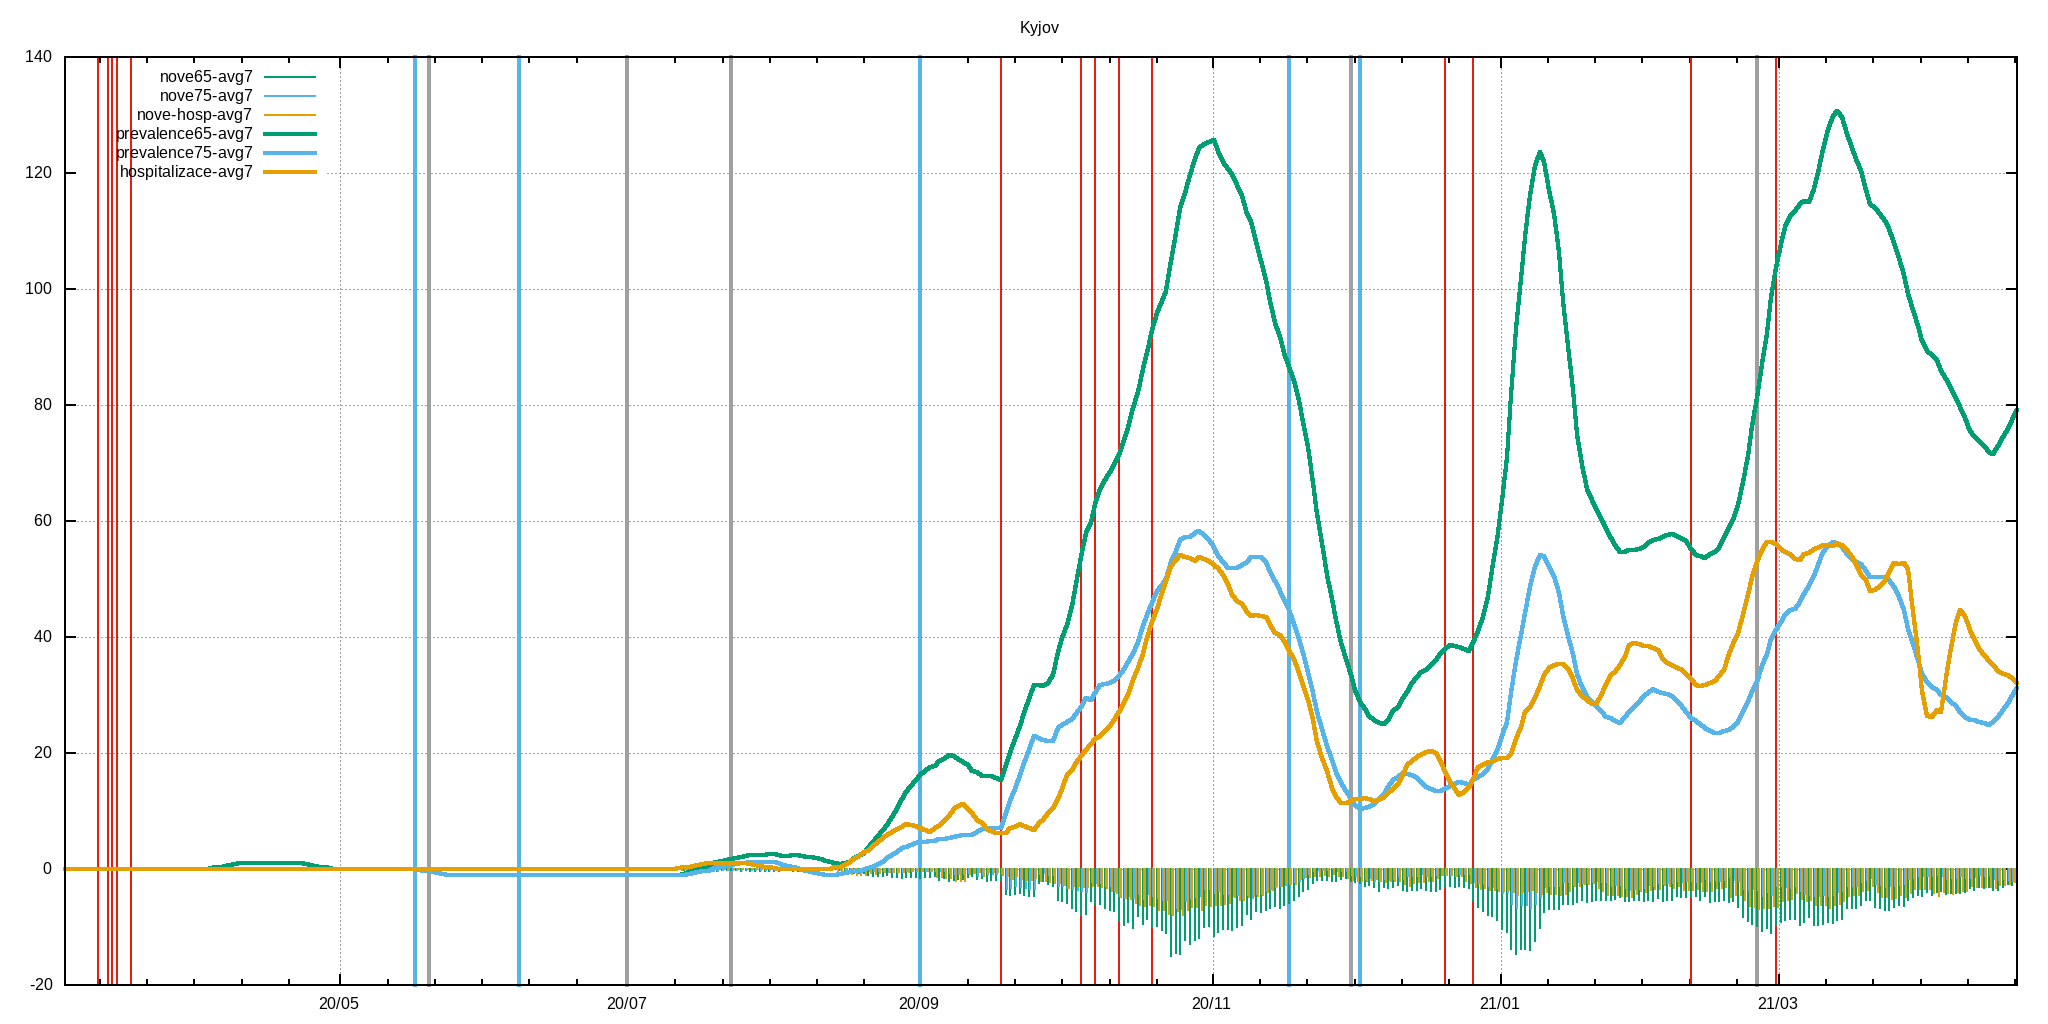 Kyjov
140
120
100
80
60
40
20
0
-20
nove65-avg7
nove75-avg7
nove-hosp-avg7
prevalence65-avg7
prevalence75-avg7
hospitalizace-avg7
20/05
20/07
20/09
20/11
21/01
21/03